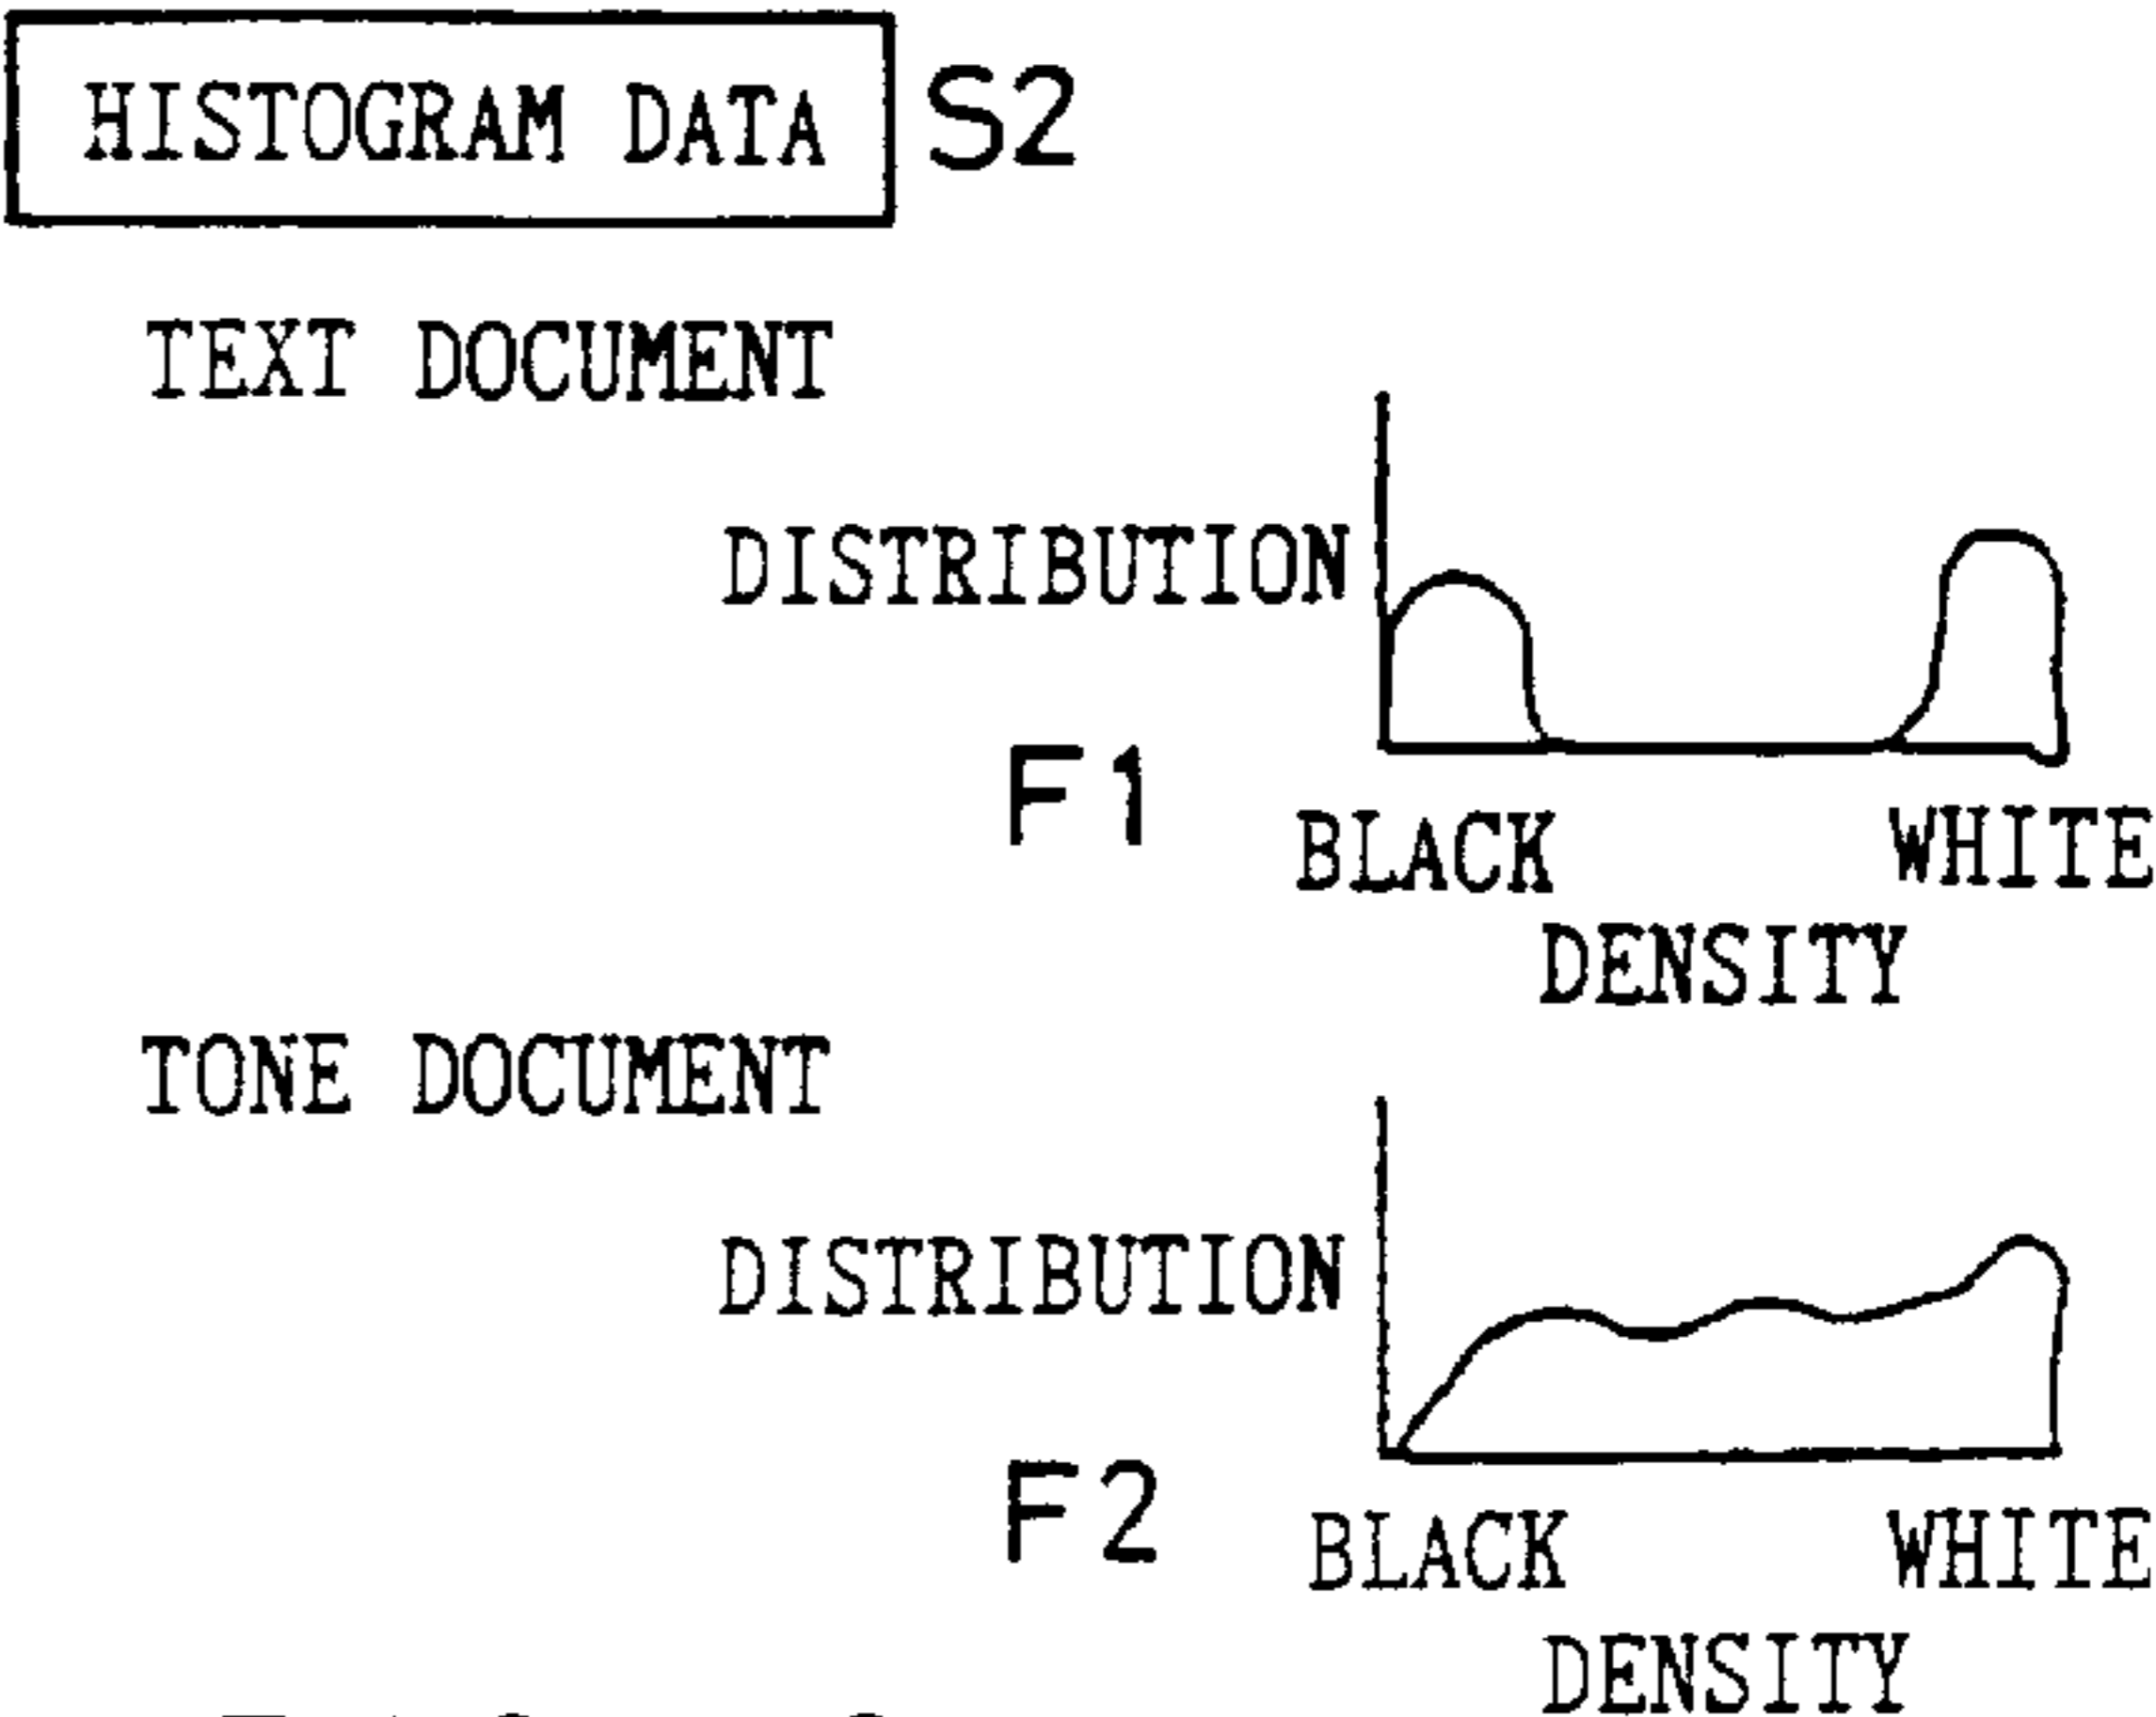 HISTOGRAM DATA S2
TEXT DOCUMENT
DISTRIBUTION
F1
BLACK WHITE
DENSITY
TONE DOCUMENT
DISTRIBUTION
F2
BLACK WHITE
DENSITY